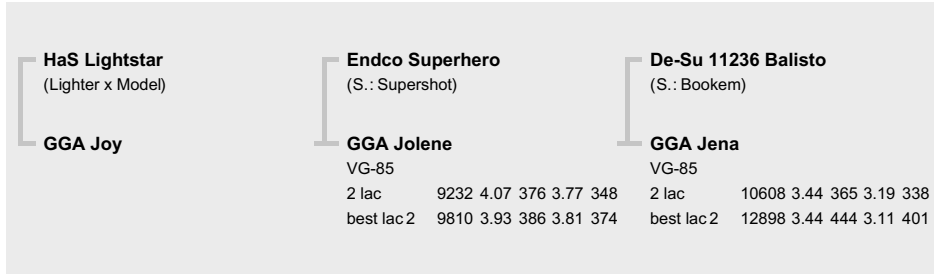 HaS Lightstar
(Lighter x Model)
GGA Joy
Endco Superhero
(S.: Supershot)
GGA Jolene
VG-85
2 lac 9232 4.07 376 3.77 348
best lac 2 9810 3.93 386 3.81 374
De-Su 11236 Balisto
(S.: Bookem)
GGA Jena
VG-85
2 lac 10608 3.44 365 3.19 338
best lac 2 12898 3.44 444 3.11 401